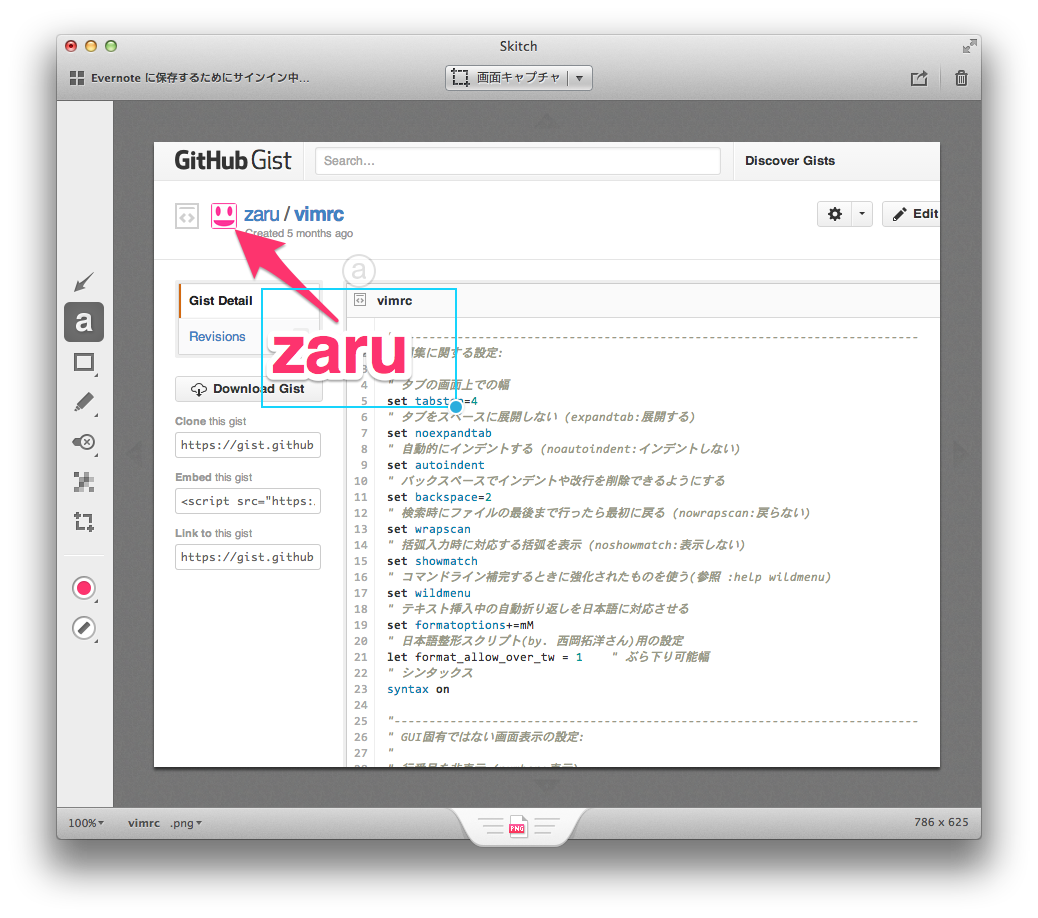 Skitch
Evernote に保存するためにサインイン中...
画面キャプチャ
GitHub Gist
Search...
Discover Gists
zaru / vimrc
Edit
Created 5 months ago
a
a
Gist Detail
vimrc
Revisions
zaru
集に関する設定:
4 " タブの画面上での幅
Download Gist
5 set tabstop=4
6 " タブをスペースに展開しない (expandtab:展開する)
Clone this gist
7 set noexpandtab
https://gist.github
8 " 自動的にインデントする (noautoindent:インデントしない)
9 set autoindent
Embed this gist
10 " バックスペースでインデントや改行を削除できるようにする
11 set backspace=2
<script src="https:.
12 " 検索時にファイルの最後まで行ったら最初に戻る (nowrapscan:戻らない)
13 set wrapscan
Link to this gist
14 " 括弧入力時に対応する括弧を表示 (noshowmatch:表示しない)
15 set showmatch
https://gist.github
16 " コマンドライン補完するときに強化されたものを使う(参照 :help wildmenu)
17 set wildmenu
18 " テキスト挿入中の自動折り返しを日本語に対応させる
19 set formatoptions+=mM
20 " 日本語整形スクリプト(by. 西岡拓洋さん)用の設定
21 let format_allow_over_tw = 1 " ぶら下り可能幅
22 " シンタックス
23 syntax on
24
25 "---------------------------------------------------------------------------
26 " GUI固有ではない画面表示の設定:
27 "
100%
vimrc .png
PNG
786 x 625